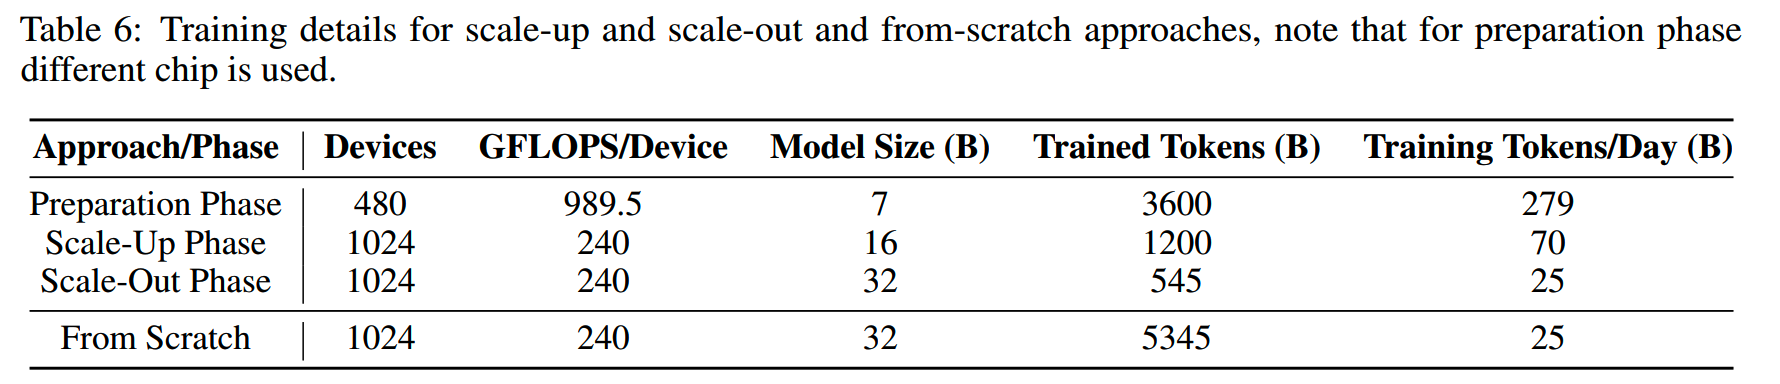 Table 6: Training details for scale-up and scale-out and from-scratch approaches, note that for preparation phase
different chip is used.
Approach/Phase Devices GFLOPS/Device Model Size (B) Trained Tokens (B) Training Tokens/Day (B)
Preparation Phase 480 989.5 7 3600 279
Scale-Up Phase 1024 240 16 1200 70
Scale-Out Phase 1024 240 32 545 25
From Scratch 1024 240 32 5345 25